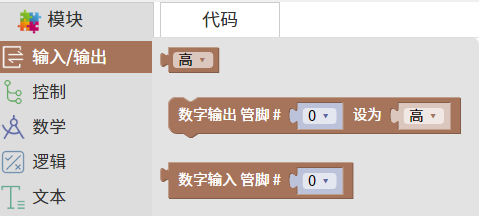 模块
代码
输入/输出
高
控制
数字输出 管脚 # 0 设为 高
数学
逻辑
数字输入 管脚 # 0
文本